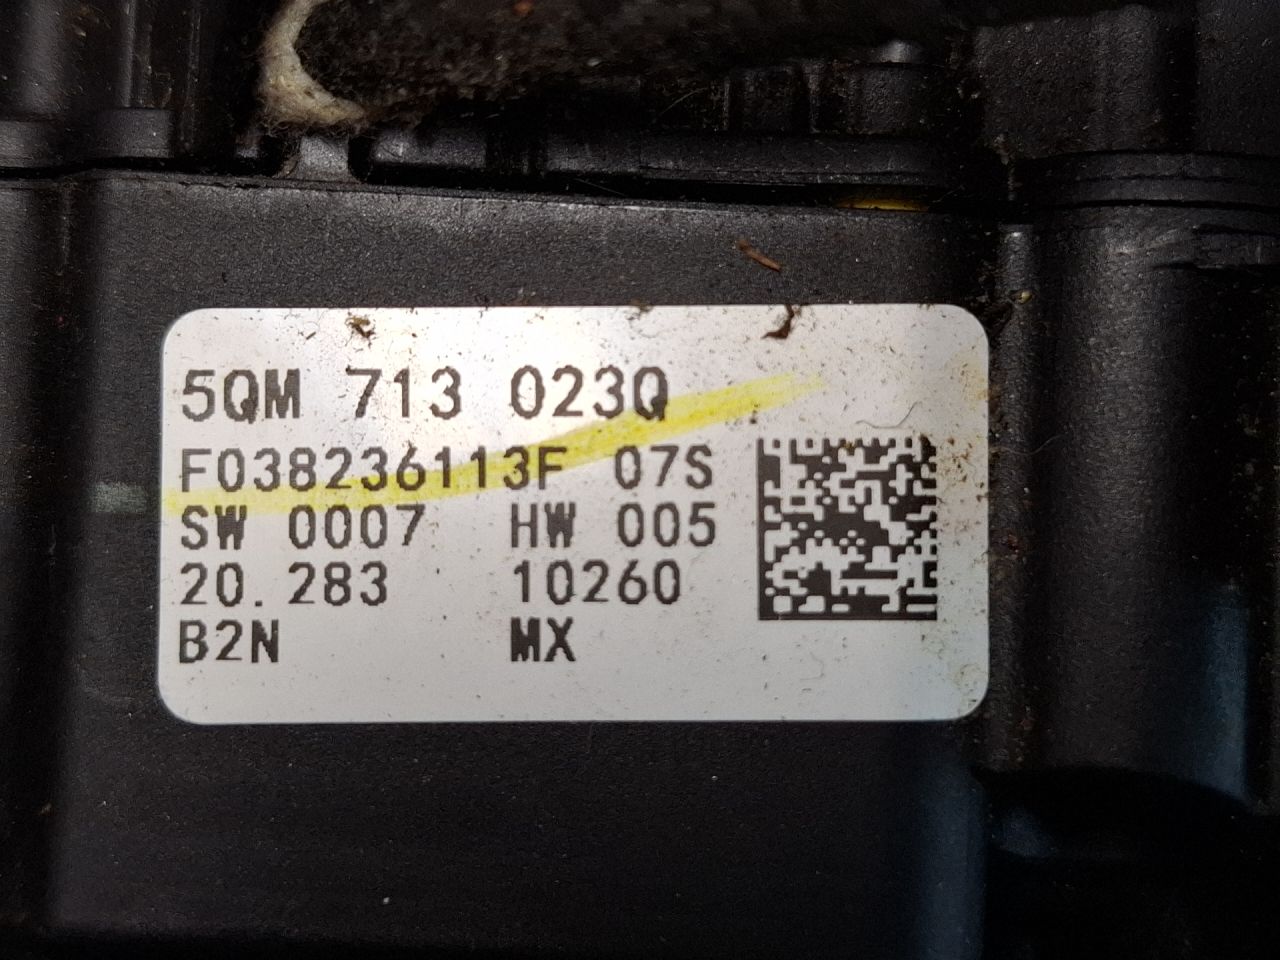 5QM 713 023Q
F038236113F 07S
SW 0007 HW 005
20.283 10260
B2N MX